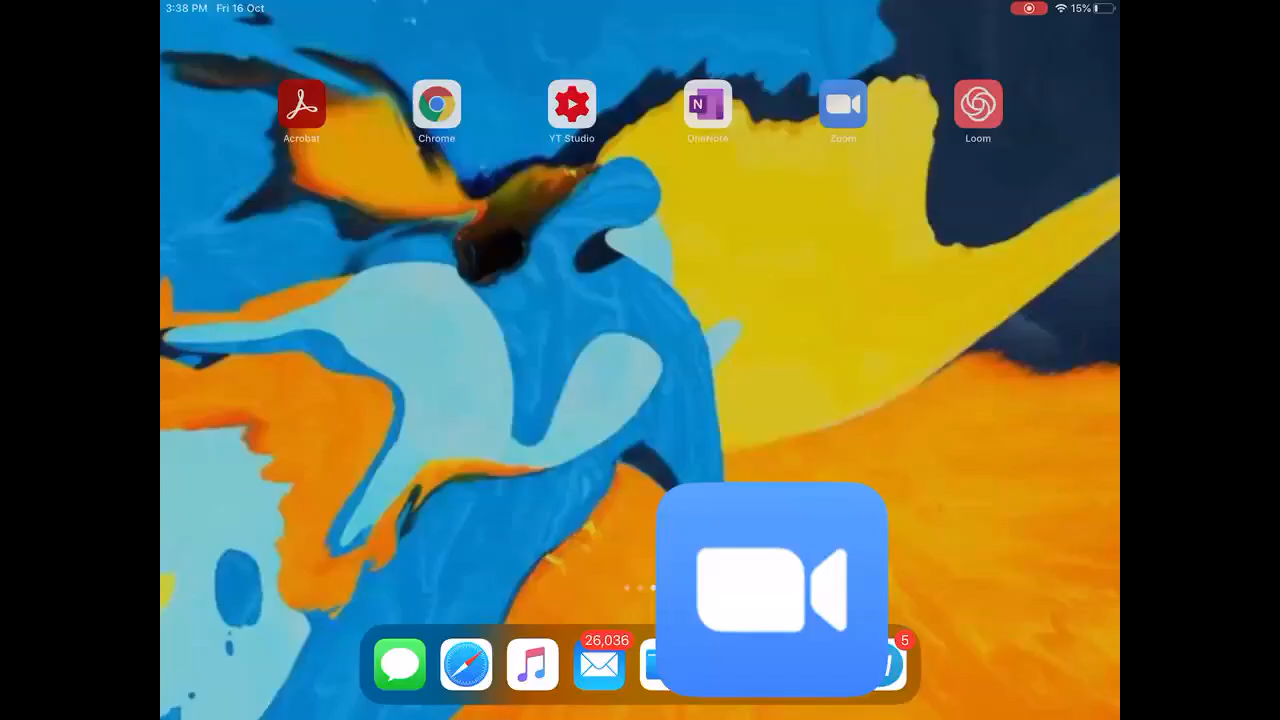 3:38 PM Fri 16 Oct
15%
Acrobat
Chrome
YT Studio
OneNote
Zoom
Loom
N
26,036
5